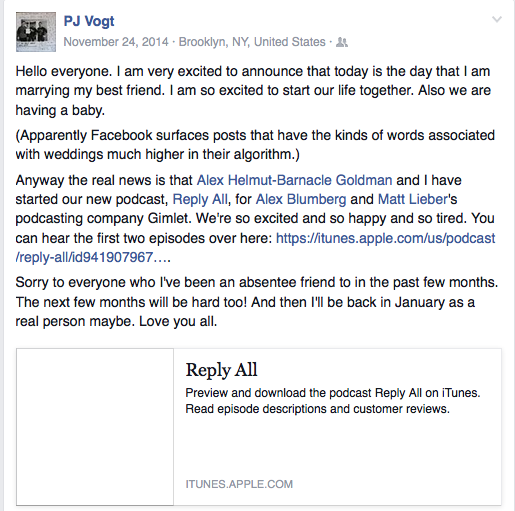 PJ Vogt
November 24, 2014 · Brooklyn, NY, United States ·
Hello everyone. I am very excited to announce that today is the day that I am
marrying my best friend. I am so excited to start our life together. Also we are
having a baby.
(Apparently Facebook surfaces posts that have the kinds of words associated
with weddings much higher in their algorithm.)
Anyway the real news is that Alex Helmut-Barnacle Goldman and I have
started our new podcast, Reply All, for Alex Blumberg and Matt Lieber's
podcasting company Gimlet. We're so excited and so happy and so tired. You
can hear the first two episodes over here: https://itunes.apple.com/us/podcast
/reply-all/id941907967….
Sorry to everyone who I've been an absentee friend to in the past few months.
The next few months will be hard too! And then I'll be back in January as a
real person maybe. Love you all.
Reply All
Preview and download the podcast Reply All on iTunes.
Read episode descriptions and customer reviews.
ITUNES.APPLE.COM